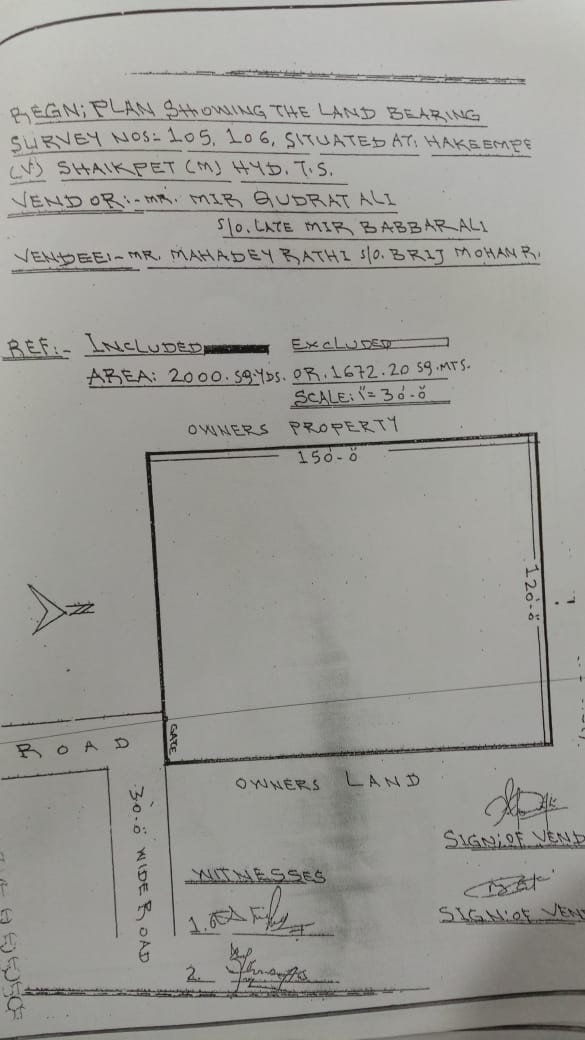 REGN: PLAN SHOWING THE LAND BEARING
SURVEY NOS:- 105, 106, SITUATED AT: HAKEEMPE
(V) SHAIKPET (M) HYD. T.S.
VENDOR:- MR. MIR QUDRAT ALI
S/O. LATE MIR BABBAR ALI
VENDEE:- MR. MAHADEV RATHI S/O. BRIJ MOHAN R.
REF:- INCLUDED EXCLUDED
AREA: 2000. SQ.YDS. OR. 1672.20 SQ.MTS.
SCALE: 1"= 30'-0"
OWNERS PROPERTY
150'-0"
120'-0"
N
GATE
ROAD
OWNERS LAND
30'-0" WIDE ROAD
SIGN: OF VEND
WITNESSES
1.
SIGN: OF VEN
2.